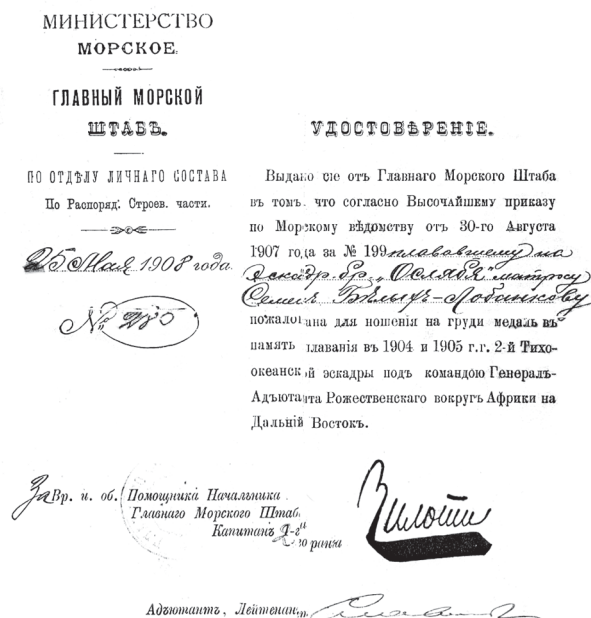 МИНИСТЕРСТВО
МОРСКОЕ.
ГЛАВНЫЙ МОРСКОЙ
ШТАБЪ.
ПО ОТДѢЛУ ЛИЧНАГО СОСТАВА
По Распоряд. Строев. части.
25 Мая 1908 года.
№ 285
УДОСТОВѢРЕНІЕ.
Выдано сіе отъ Главнаго Морского Штаба
въ томъ, что согласно Высочайшему приказу
по Морскому вѣдомству отъ 30-го Августа
1907 года за № 199 плававшему на
эскадр. бр. „Ослябя" матросу
Бѣлыхъ-Лобанкову
пожалована для ношенія на груди медаль въ
память плаванія въ 1904 и 1905 г.г. 2-й Тихо-
океанской эскадры подъ командою Генералъ-
Адъютанта Рожественскаго вокругъ Африки на
Дальній Востокъ.
За Вр. и. об. Помощника Начальника
Главнаго Морского Штаба,
Капитанъ 2-го ранга
Зилоти
Адъютантъ, Лейтенантъ